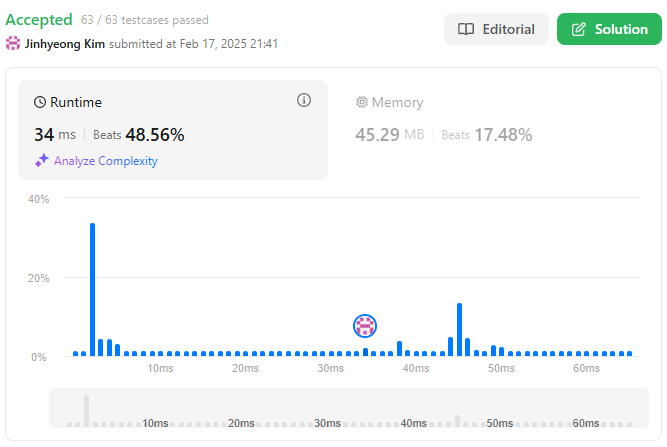 Accepted 63 / 63 testcases passed
Jinhyeong Kim submitted at Feb 17, 2025 21:41
Editorial
Solution
Runtime
34 ms Beats 48.56%
Analyze Complexity
Memory
45.29 MB Beats 17.48%
40%
20%
0%
10ms 20ms 30ms 40ms 50ms 60ms
10ms 20ms 30ms 40ms 50ms 60ms